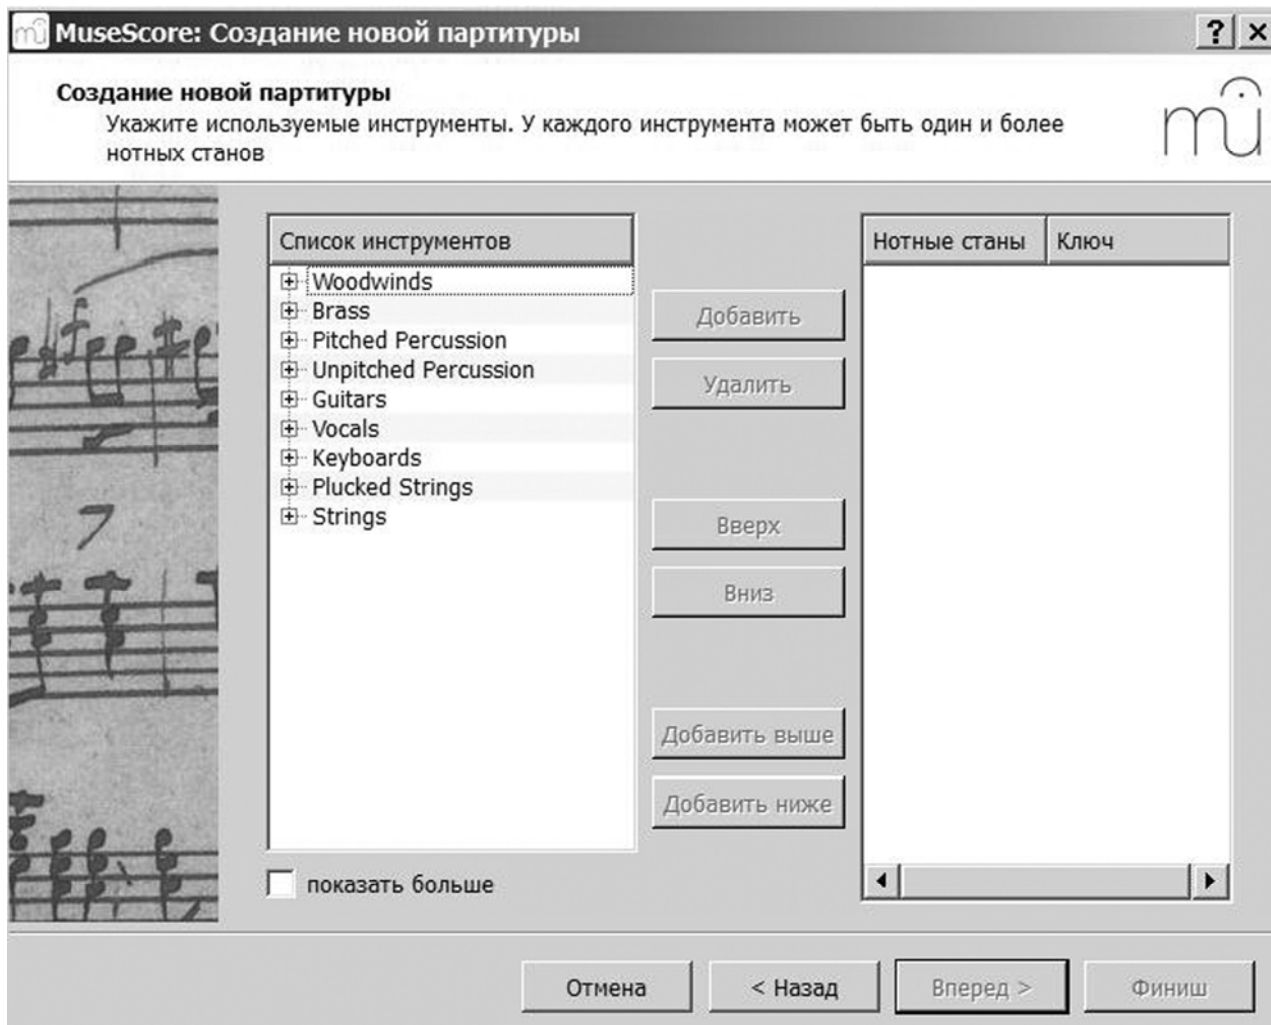 MuseScore: Создание новой партитуры
Создание новой партитуры
Укажите используемые инструменты. У каждого инструмента может быть один и более
нотных станов
Список инструментов
Woodwinds
Brass
Pitched Percussion
Unpitched Percussion
Guitars
Vocals
Keyboards
Plucked Strings
Strings
показать больше
Добавить
Удалить
Вверх
Вниз
Добавить выше
Добавить ниже
Нотные станы Ключ
7
Отмена < Назад Вперед > Финиш